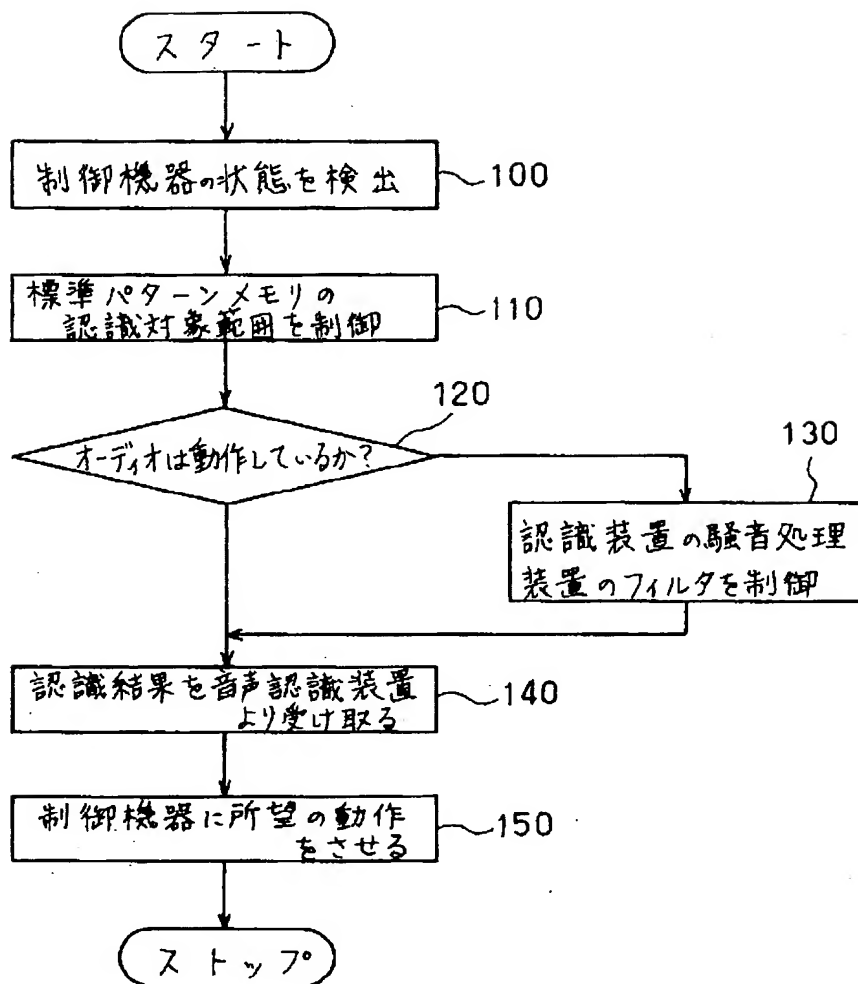 スタート
制御機器の状態を検出
100
標準パターンメモリの
認識対象範囲を制御
110
120
オーディオは動作しているか?
130
認識装置の騒音処理
装置のフィルタを制御
認識結果を音声認識装置
より受け取る
140
制御機器に所望の動作
をさせる
150
ストップ